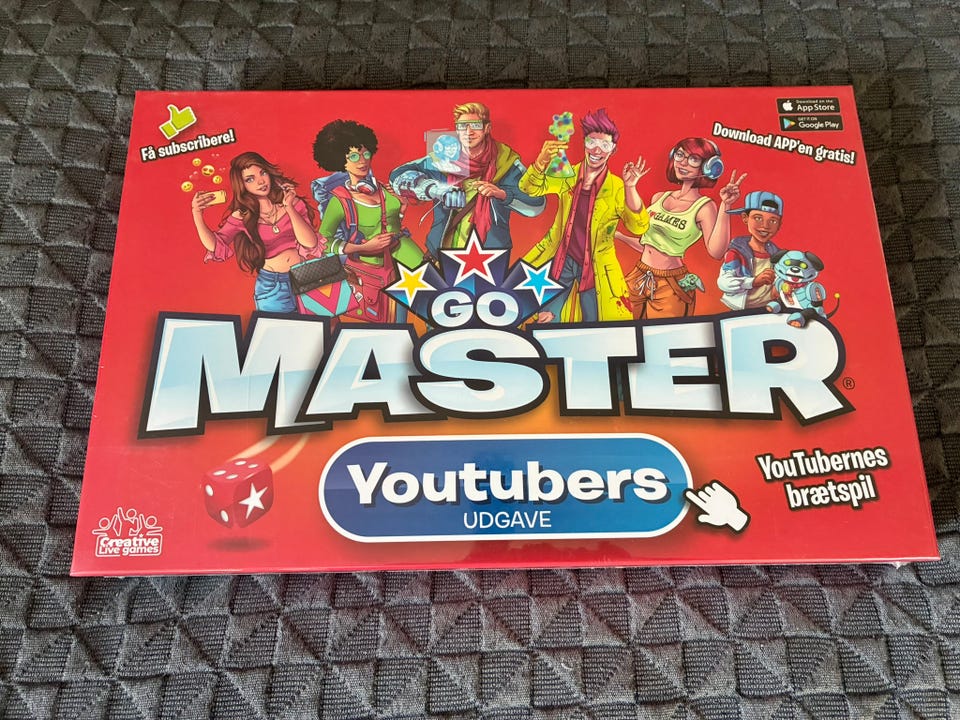 Få subscribere!
Download on the
App Store
GET IT ON
Google Play
Download APP'en gratis!
I ♥ GAMES
GO
MASTER®
Youtubers
UDGAVE
YouTubernes
brætspil
Creative
Live games